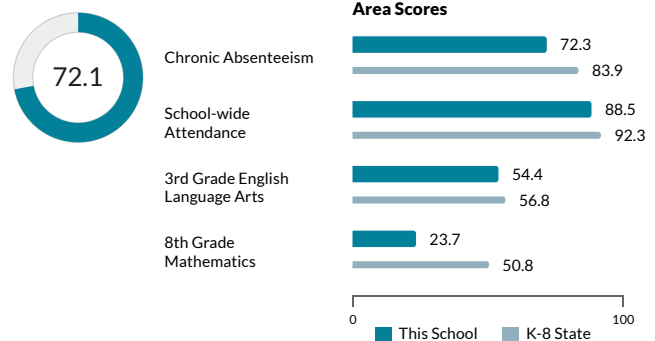 Area Scores
72.1
Chronic Absenteeism
72.3
83.9
School-wide
Attendance
88.5
92.3
3rd Grade English
Language Arts
54.4
56.8
8th Grade
Mathematics
23.7
50.8
0
100
This School
K-8 State